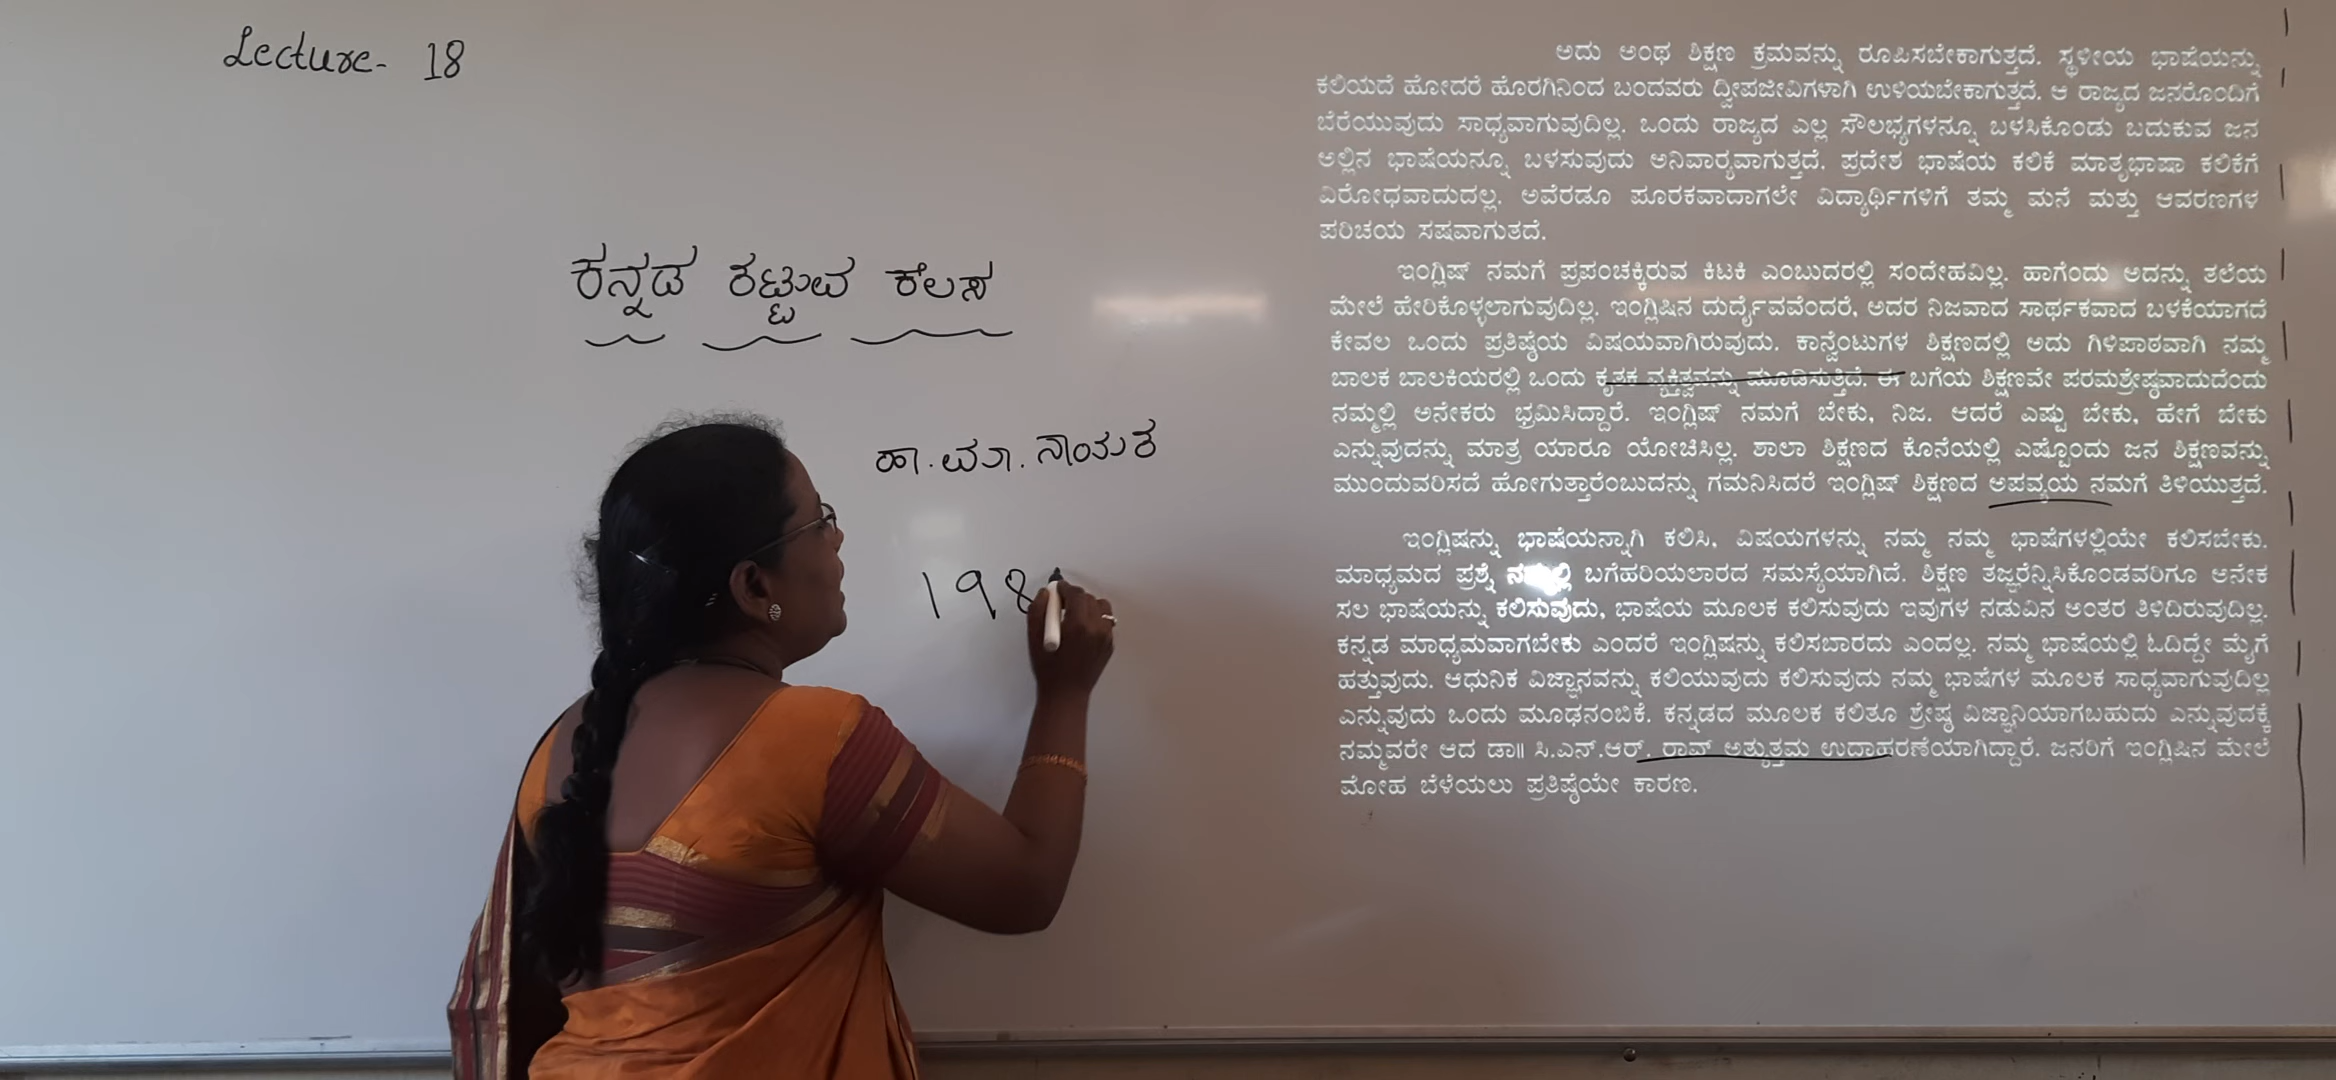 Lecture- 18
ಕನ್ನಡ ಕಟ್ಟುವ ಕೆಲಸ
ಹಾ.ಮಾ. ನಾಯಕ
198
ಅದು ಅಂಥ ಶಿಕ್ಷಣ ಕ್ರಮವನ್ನು ರೂಪಿಸಬೇಕಾಗುತ್ತದೆ. ಸ್ಥಳೀಯ ಭಾಷೆಯನ್ನು
ಕಲಿಯದೆ ಹೋದರೆ ಹೊರಗಿನಿಂದ ಬಂದವರು ದ್ವೀಪಜೀವಿಗಳಾಗಿ ಉಳಿಯಬೇಕಾಗುತ್ತದೆ. ಆ ರಾಜ್ಯದ ಜನರೊಂದಿಗೆ
ಬೆರೆಯುವುದು ಸಾಧ್ಯವಾಗುವುದಿಲ್ಲ. ಒಂದು ರಾಜ್ಯದ ಎಲ್ಲ ಸೌಲಭ್ಯಗಳನ್ನೂ ಬಳಸಿಕೊಂಡು ಬದುಕುವ ಜನ
ಅಲ್ಲಿನ ಭಾಷೆಯನ್ನೂ ಬಳಸುವುದು ಅನಿವಾರ‍್ಯವಾಗುತ್ತದೆ. ಪ್ರದೇಶ ಭಾಷೆಯ ಕಲಿಕೆ ಮಾತೃಭಾಷಾ ಕಲಿಕೆಗೆ
ವಿರೋಧವಾದುದಲ್ಲ. ಅವೆರಡೂ ಪೂರಕವಾದಾಗಲೇ ವಿದ್ಯಾರ್ಥಿಗಳಿಗೆ ತಮ್ಮ ಮನೆ ಮತ್ತು ಆವರಣಗಳ
ಪರಿಚಯ ಸಷವಾಗುತದೆ.
ಇಂಗ್ಲಿಷ್ ನಮಗೆ ಪ್ರಪಂಚಕ್ಕಿರುವ ಕಿಟಕಿ ಎಂಬುದರಲ್ಲಿ ಸಂದೇಹವಿಲ್ಲ. ಹಾಗೆಂದು ಅದನ್ನು ತಲೆಯ
ಮೇಲೆ ಹೇರಿಕೊಳ್ಳಲಾಗುವುದಿಲ್ಲ. ಇಂಗ್ಲಿಷಿನ ದುರ್ದೈವವೆಂದರೆ, ಅದರ ನಿಜವಾದ ಸಾರ್ಥಕವಾದ ಬಳಕೆಯಾಗದೆ
ಕೇವಲ ಒಂದು ಪ್ರತಿಷ್ಠೆಯ ವಿಷಯವಾಗಿರುವುದು. ಕಾನ್ವೆಂಟುಗಳ ಶಿಕ್ಷಣದಲ್ಲಿ ಅದು ಗಿಳಿಪಾಠವಾಗಿ ನಮ್ಮ
ಬಾಲಕ ಬಾಲಕಿಯರಲ್ಲಿ ಒಂದು ಕೃತಕ ವ್ಯಕ್ತಿತ್ವವನ್ನು ಮೂಡಿಸುತ್ತದೆ. ಈ ಬಗೆಯ ಶಿಕ್ಷಣವೇ ಪರಮಶ್ರೇಷ್ಠವಾದುದೆಂದು
ನಮ್ಮಲ್ಲಿ ಅನೇಕರು ಭ್ರಮಿಸಿದ್ದಾರೆ. ಇಂಗ್ಲಿಷ್ ನಮಗೆ ಬೇಕು, ನಿಜ. ಆದರೆ ಎಷ್ಟು ಬೇಕು, ಹೇಗೆ ಬೇಕು
ಎನ್ನುವುದನ್ನು ಮಾತ್ರ ಯಾರೂ ಯೋಚಿಸಿಲ್ಲ. ಶಾಲಾ ಶಿಕ್ಷಣದ ಕೊನೆಯಲ್ಲಿ ಎಷ್ಟೊಂದು ಜನ ಶಿಕ್ಷಣವನ್ನು
ಮುಂದುವರಿಸದೆ ಹೋಗುತ್ತಾರೆಂಬುದನ್ನು ಗಮನಿಸಿದರೆ ಇಂಗ್ಲಿಷ್ ಶಿಕ್ಷಣದ ಅಪವ್ಯಯ ನಮಗೆ ತಿಳಿಯುತ್ತದೆ.
ಇಂಗ್ಲಿಷನ್ನು ಭಾಷೆಯನ್ನಾಗಿ ಕಲಿಸಿ, ವಿಷಯಗಳನ್ನು ನಮ್ಮ ನಮ್ಮ ಭಾಷೆಗಳಲ್ಲಿಯೇ ಕಲಿಸಬೇಕು.
ಮಾಧ್ಯಮದ ಪ್ರಶ್ನೆ ಬಗೆಹರಿಯಲಾರದ ಸಮಸ್ಯೆಯಾಗಿದೆ. ಶಿಕ್ಷಣ ತಜ್ಞರೆನ್ನಿಸಿಕೊಂಡವರಿಗೂ ಅನೇಕ
ಸಲ ಭಾಷೆಯನ್ನು ಕಲಿಸುವುದು, ಭಾಷೆಯ ಮೂಲಕ ಕಲಿಸುವುದು ಇವುಗಳ ನಡುವಿನ ಅಂತರ ತಿಳಿದಿರುವುದಿಲ್ಲ.
ಕನ್ನಡ ಮಾಧ್ಯಮವಾಗಬೇಕು ಎಂದರೆ ಇಂಗ್ಲಿಷನ್ನು ಕಲಿಸಬಾರದು ಎಂದಲ್ಲ. ನಮ್ಮ ಭಾಷೆಯಲ್ಲಿ ಓದಿದ್ದೇ ಮೈಗೆ
ಹತ್ತುವುದು. ಆಧುನಿಕ ವಿಜ್ಞಾನವನ್ನು ಕಲಿಯುವುದು ಕಲಿಸುವುದು ನಮ್ಮ ಭಾಷೆಗಳ ಮೂಲಕ ಸಾಧ್ಯವಾಗುವುದಿಲ್ಲ
ಎನ್ನುವುದು ಒಂದು ಮೂಢನಂಬಿಕೆ. ಕನ್ನಡದ ಮೂಲಕ ಕಲಿತೂ ಶ್ರೇಷ್ಠ ವಿಜ್ಞಾನಿಯಾಗಬಹುದು ಎನ್ನುವುದಕ್ಕೆ
ನಮ್ಮವರೇ ಆದ ಡಾ॥ ಸಿ.ಎನ್.ಆರ್. ರಾವ್ ಅತ್ಯುತ್ತಮ ಉದಾಹರಣೆಯಾಗಿದ್ದಾರೆ. ಜನರಿಗೆ ಇಂಗ್ಲಿಷಿನ ಮೇಲೆ
ಮೋಹ ಬೆಳೆಯಲು ಪ್ರತಿಷ್ಠೆಯೇ ಕಾರಣ.